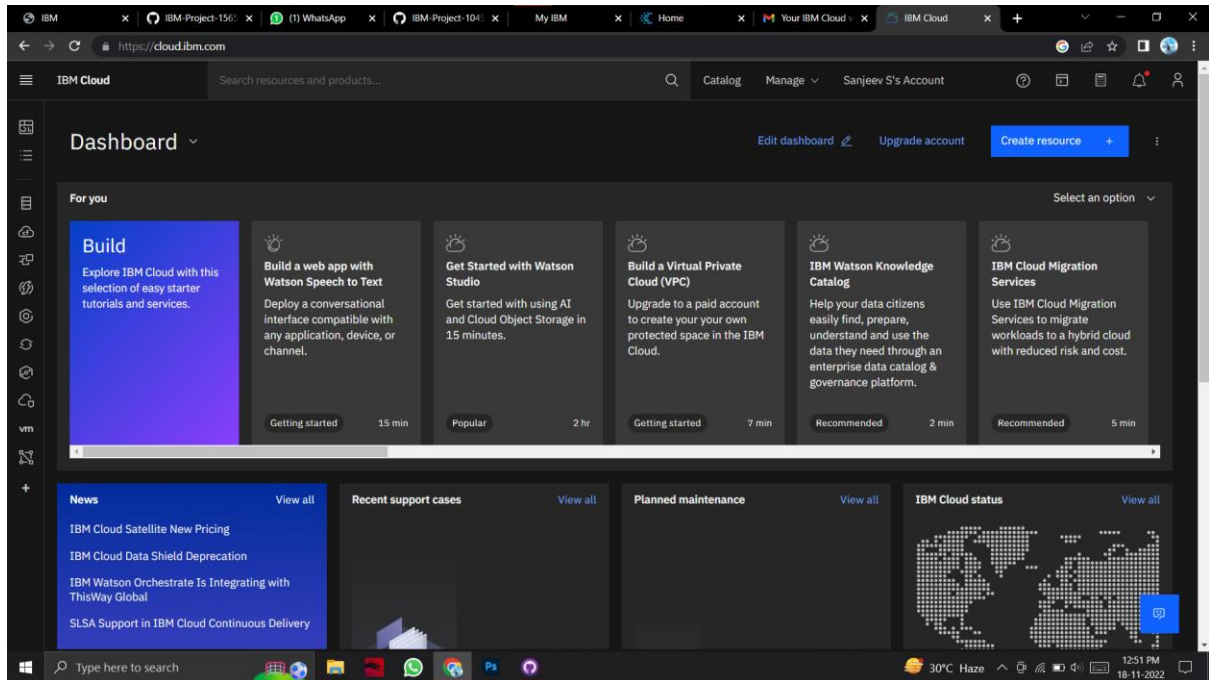 IBM
IBM-Project-1565
(1) WhatsApp
IBM-Project-1045
My IBM
Home
Your IBM Cloud v
IBM Cloud
https://cloud.ibm.com
IBM Cloud
Search resources and products...
Catalog
Manage
Sanjeev S's Account
Dashboard
Edit dashboard
Upgrade account
Create resource +
For you
Select an option
Build
Explore IBM Cloud with this
selection of easy starter
tutorials and services.
Build a web app with
Watson Speech to Text
Deploy a conversational
interface compatible with
any application, device, or
channel.
Getting started 15 min
Get Started with Watson
Studio
Get started with using AI
and Cloud Object Storage in
15 minutes.
Popular 2 hr
Build a Virtual Private
Cloud (VPC)
Upgrade to a paid account
to create your your own
protected space in the IBM
Cloud.
Getting started 7 min
IBM Watson Knowledge
Catalog
Help your data citizens
easily find, prepare,
understand and use the
data they need through an
enterprise data catalog &
governance platform.
Recommended 2 min
IBM Cloud Migration
Services
Use IBM Cloud Migration
Services to migrate
workloads to a hybrid cloud
with reduced risk and cost.
Recommended 5 min
vm
News View all
IBM Cloud Satellite New Pricing
IBM Cloud Data Shield Deprecation
IBM Watson Orchestrate Is Integrating with
ThisWay Global
SLSA Support in IBM Cloud Continuous Delivery
Recent support cases View all
Planned maintenance View all
IBM Cloud status View all
Type here to search
Ps
30°C Haze
12:51 PM
18-11-2022